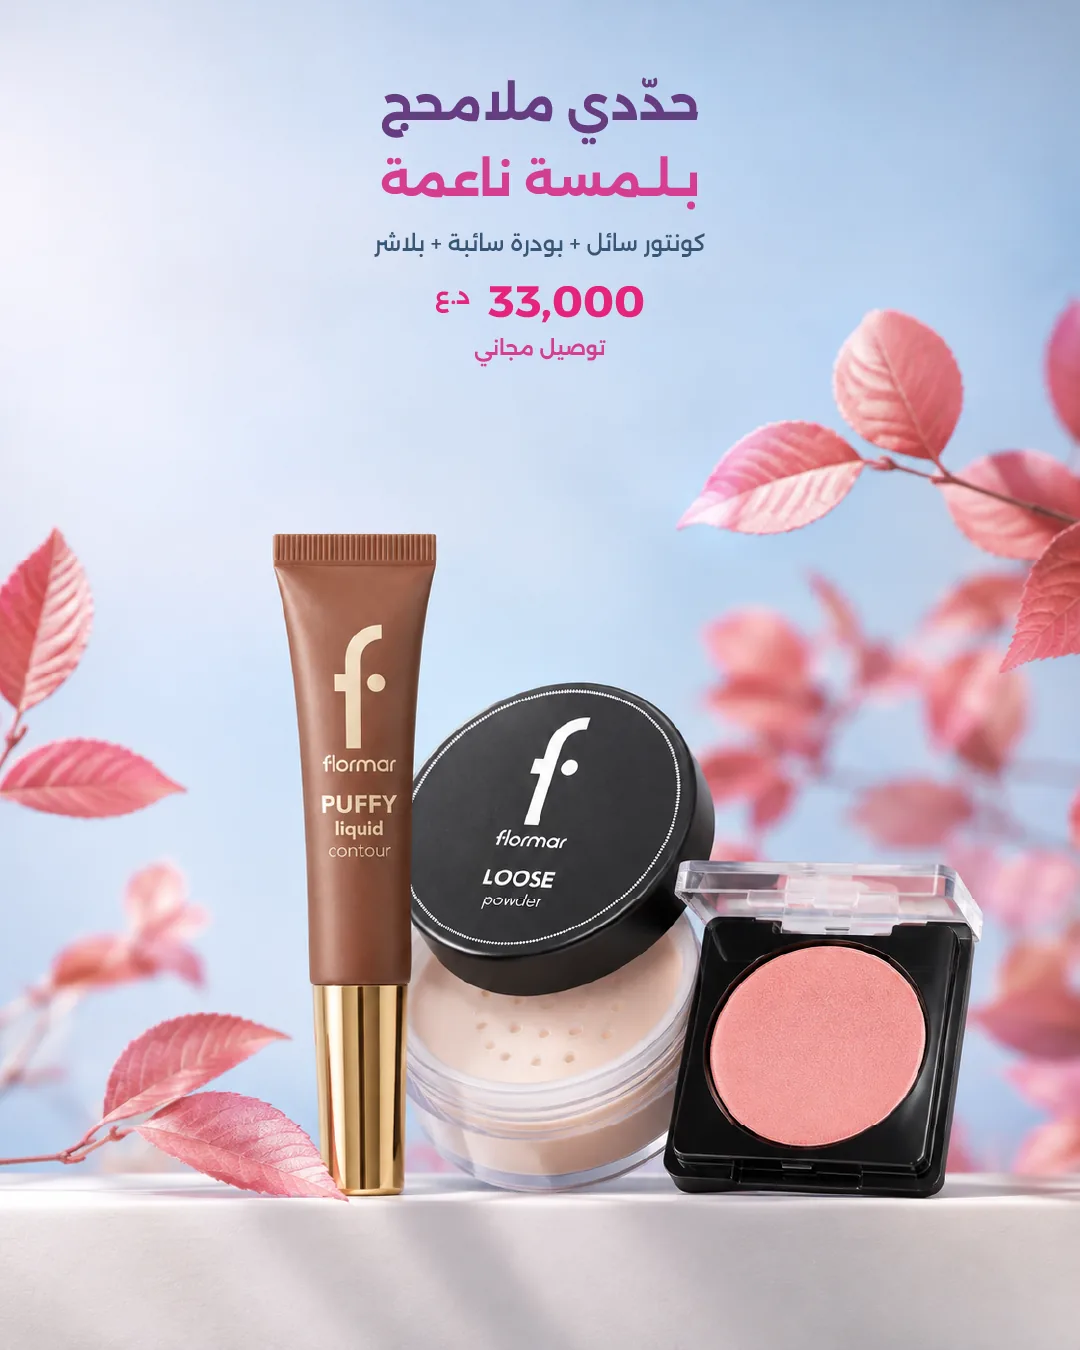 حدّدي ملامحج
بلمسة ناعمة
كونتور سائل + بودرة سائبة + بلاشر
33,000 د.ع
توصيل مجاني
flormar
PUFFY
liquid
contour
flormar
LOOSE
powder